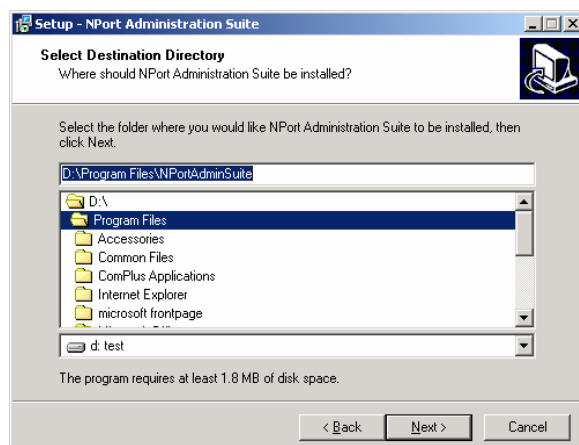 Setup - NPort Administration Suite
Select Destination Directory
Where should NPort Administration Suite be installed?
Select the folder where you would like NPort Administration Suite to be installed, then
click Next.
D:\Program Files\NPortAdminSuite
D:\
Program Files
Accessories
Common Files
ComPlus Applications
Internet Explorer
microsoft frontpage
d: test
The program requires at least 1.8 MB of disk space.
< Back
Next >
Cancel